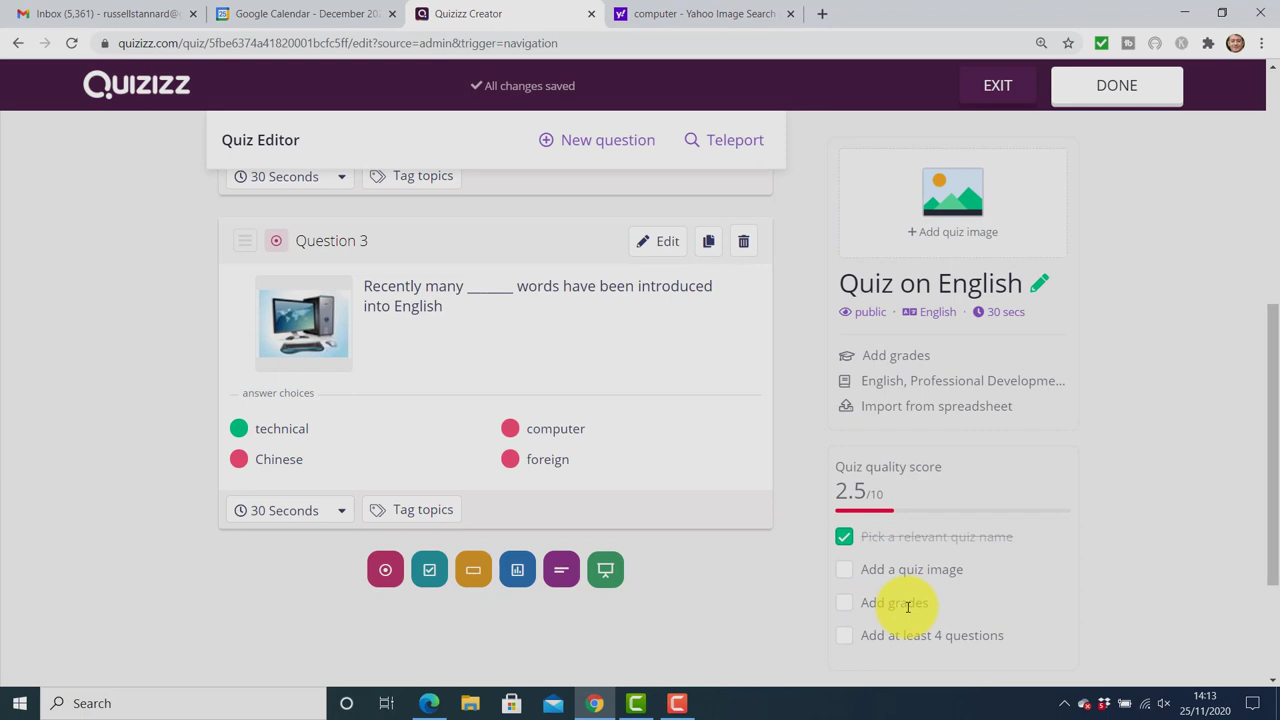 Inbox (5,361) - russellstannard@
Google Calendar - December 202
Quizizz Creator
computer - Yahoo Image Search
quizizz.com/quiz/5fbe6374a41820001bcfc5ff/edit?source=admin&trigger=navigation
QUIZIZZ
All changes saved
EXIT
DONE
Quiz Editor
New question
Teleport
30 Seconds
Tag topics
Question 3
Edit
Recently many _______ words have been introduced
into English
answer choices
technical
computer
Chinese
foreign
30 Seconds
Tag topics
+ Add quiz image
Quiz on English
public · English · 30 secs
Add grades
English, Professional Developme...
Import from spreadsheet
Quiz quality score
2.5/10
Pick a relevant quiz name
Add a quiz image
Add grades
Add at least 4 questions
Search
14:13
25/11/2020